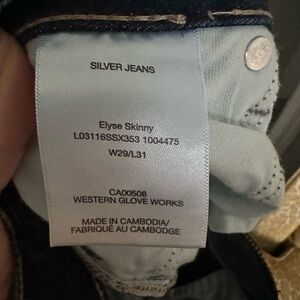 SILVER JEANS
Elyse Skinny
L03116SSX353 1004475
W29/L31
CA00508
WESTERN GLOVE WORKS
MADE IN CAMBODIA/
FABRIQUÉ AU CAMBODGE